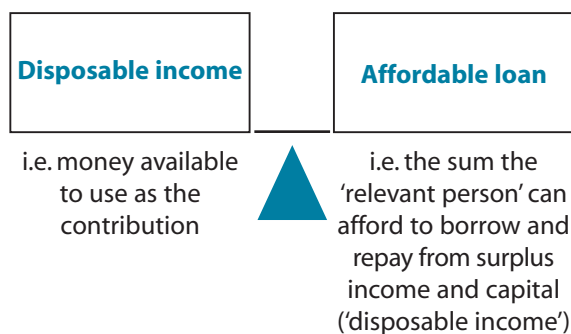 Disposable income
i.e. money available
to use as the
contribution
Affordable loan
i.e. the sum the
‘relevant person’ can
afford to borrow and
repay from surplus
income and capital
(‘disposable income’)